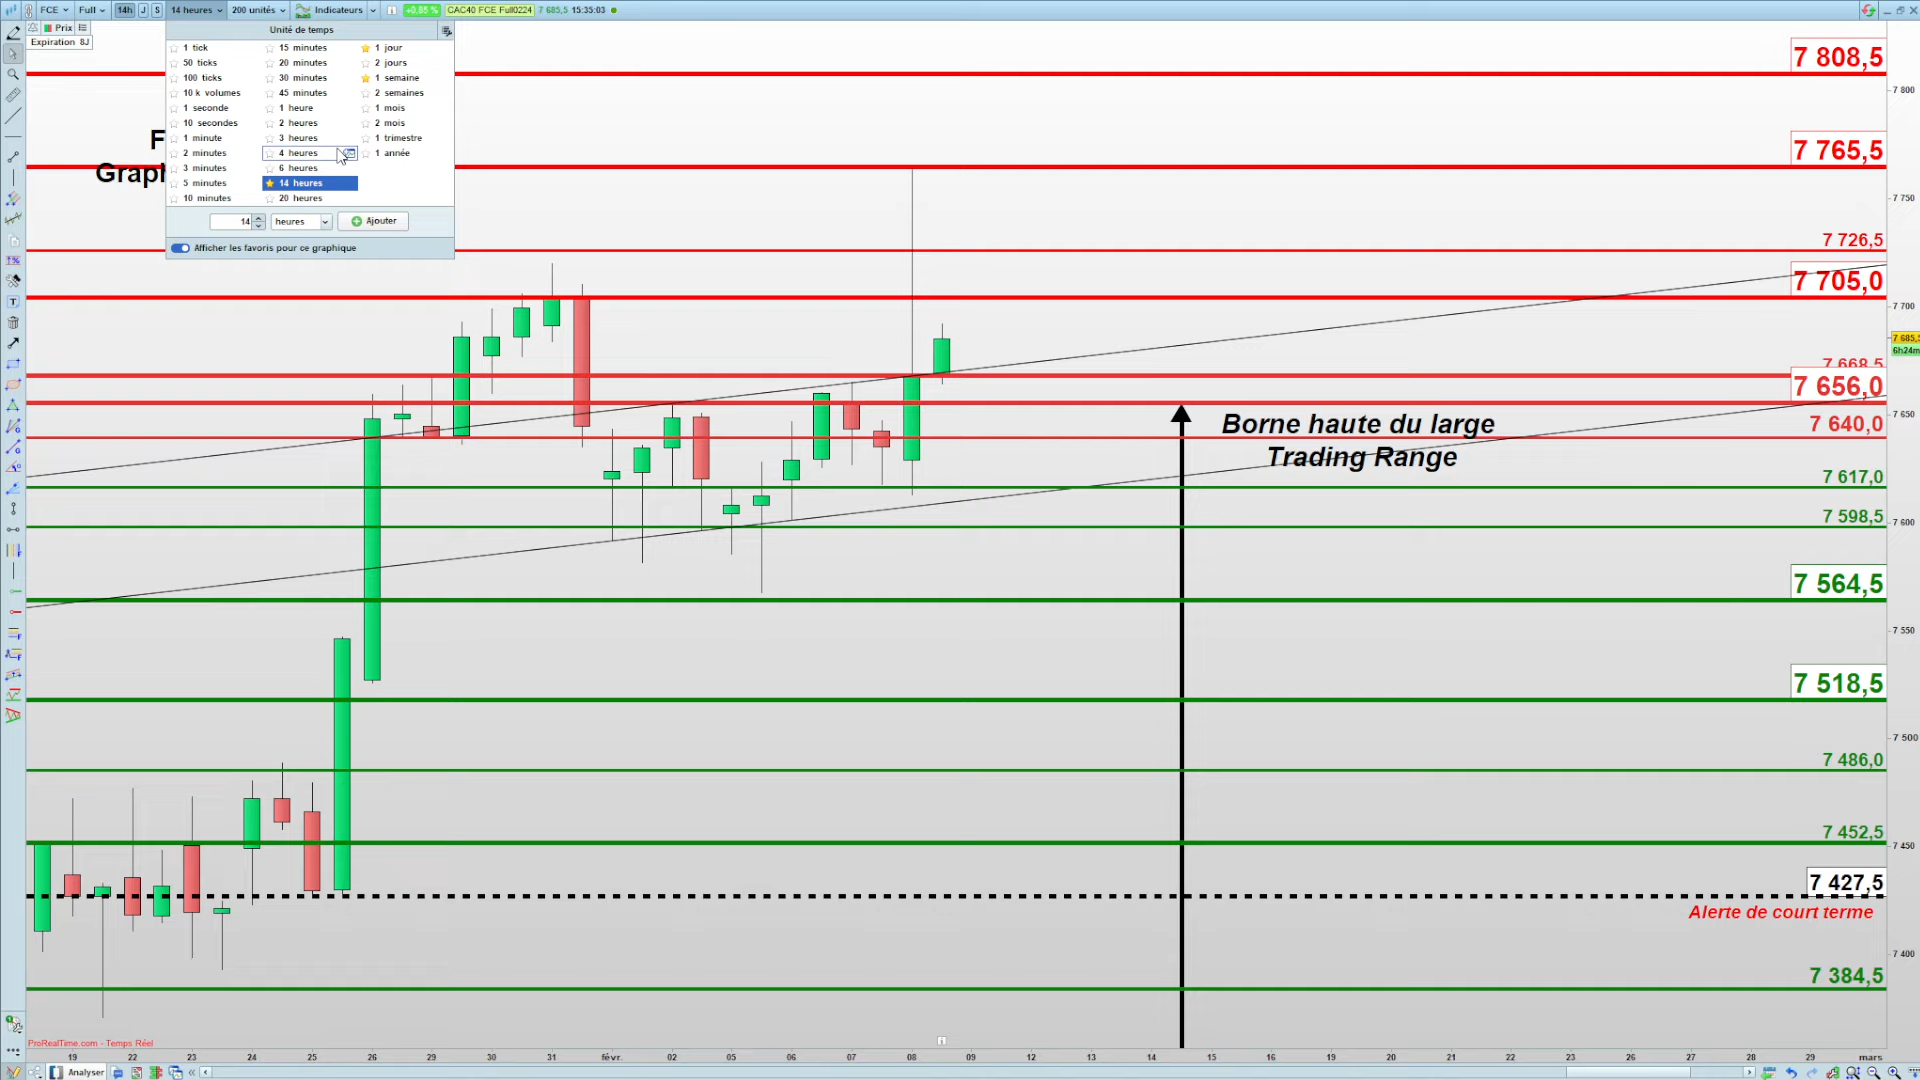 FCE
Full
14h
J
S
14 heures
200 unités
Indicateurs
+0,85 %
CAC40 FCE Full0224
7 685,5
15:35:03
Prix
Expiration 8J
Unité de temps
1 tick
50 ticks
100 ticks
10 k volumes
1 seconde
10 secondes
1 minute
2 minutes
3 minutes
5 minutes
10 minutes
15 minutes
20 minutes
30 minutes
45 minutes
1 heure
2 heures
3 heures
4 heures
6 heures
14 heures
20 heures
1 jour
2 jours
1 semaine
2 semaines
1 mois
2 mois
1 trimestre
1 année
14
heures
Ajouter
Afficher les favoris pour ce graphique
F
Grap
7 808,5
7 765,5
7 726,5
7 705,0
7 668,5
7 656,0
7 640,0
7 617,0
7 598,5
7 564,5
7 518,5
7 486,0
7 452,5
7 427,5
7 384,5
Borne haute du large
Trading Range
Alerte de court terme
7 800
7 750
7 700
7 685,5
6h24m
7 650
7 600
7 550
7 500
7 450
7 400
ProRealTime.com - Temps Réel
19
22
23
24
25
26
29
30
31
févr.
02
05
06
07
08
09
12
13
14
15
16
19
20
21
22
23
26
27
28
29
mars
Analyser